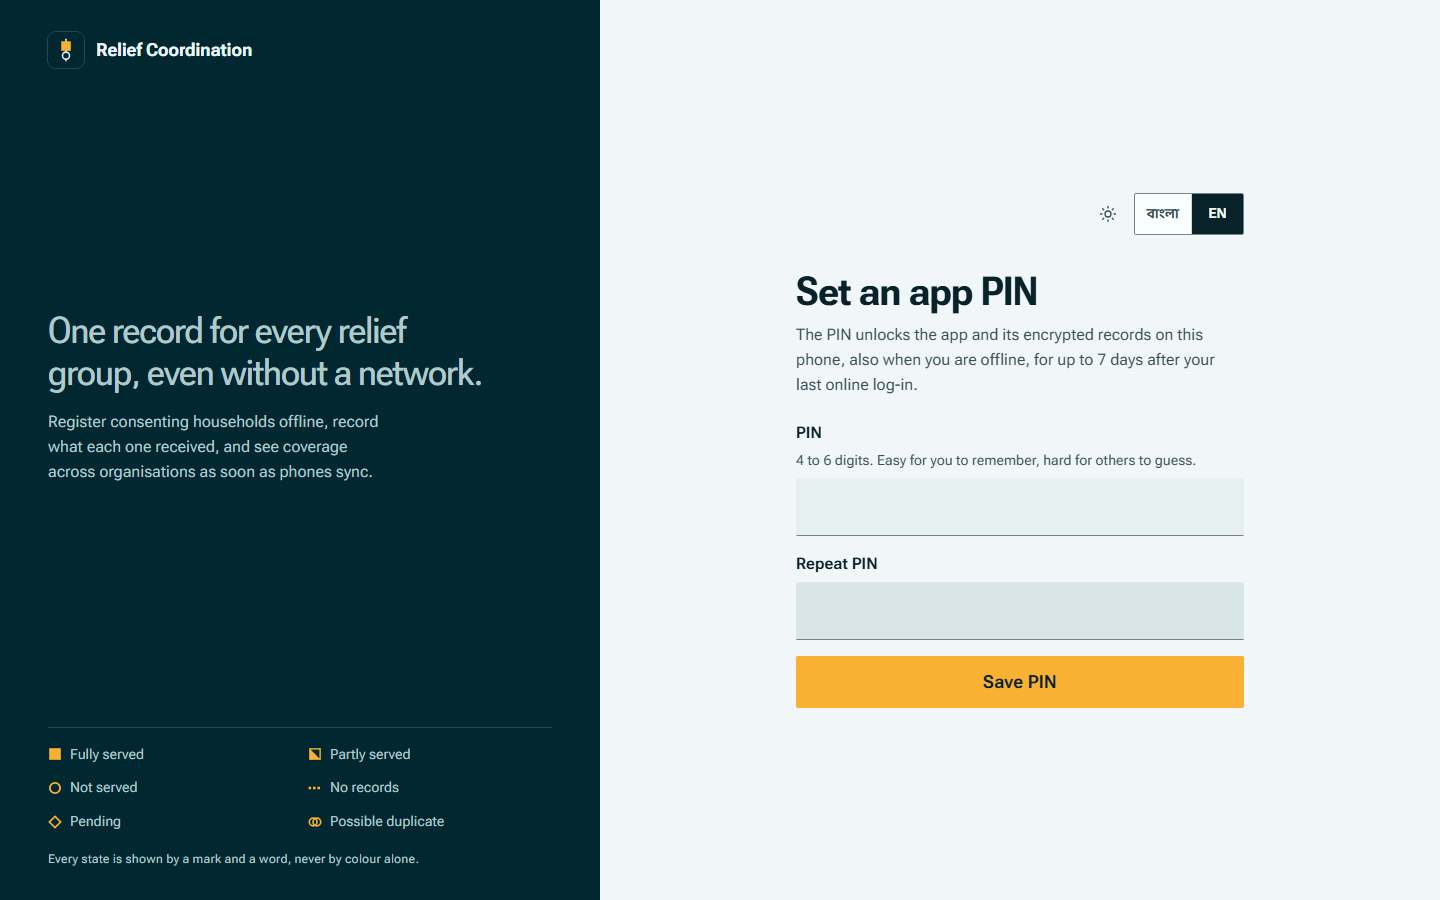 Relief Coordination
One record for every relief
group, even without a network.
Register consenting households offline, record
what each one received, and see coverage
across organisations as soon as phones sync.
Fully served
Partly served
Not served
No records
Pending
Possible duplicate
Every state is shown by a mark and a word, never by colour alone.
বাংলা
EN
Set an app PIN
The PIN unlocks the app and its encrypted records on this
phone, also when you are offline, for up to 7 days after your
last online log-in.
PIN
4 to 6 digits. Easy for you to remember, hard for others to guess.
Repeat PIN
Save PIN